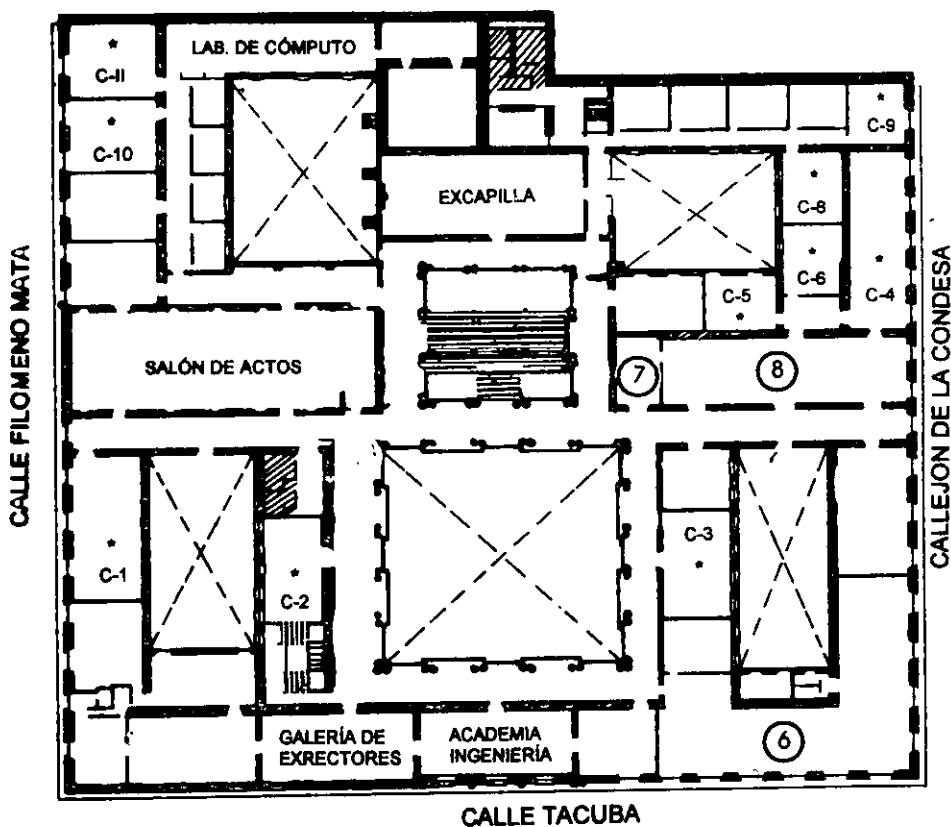 LAB. DE CÓMPUTO
C-II
C-10
C-9
EXCAPILLA
C-8
C-6
C-5
C-4
CALLE FILOMENO MATA
SALÓN DE ACTOS
7
8
CALLEJON DE LA CONDESA
C-1
C-2
C-3
GALERÍA DE
EXRECTORES
ACADEMIA
INGENIERÍA
6
CALLE TACUBA